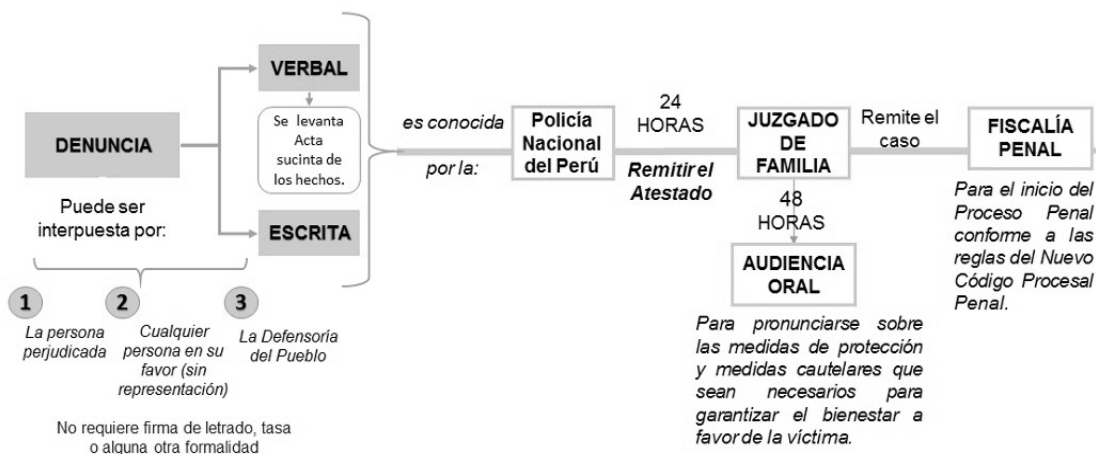 DENUNCIA
Puede ser
interpuesta por:
1
La persona
perjudicada
2
Cualquier
persona en su
favor (sin
representación)
3
La Defensoría
del Pueblo
No requiere firma de letrado, tasa
o alguna otra formalidad
VERBAL
Se levanta
Acta
sucinta de
los hechos.
ESCRITA
es conocida
por la:
Policía
Nacional
del Perú
24
HORAS
Remitir el
Atestado
JUZGADO
DE
FAMILIA
48
HORAS
AUDIENCIA
ORAL
Para pronunciarse sobre
las medidas de protección
y medidas cautelares que
sean necesarios para
garantizar el bienestar a
favor de la víctima.
Remite el
caso
FISCALÍA
PENAL
Para el inicio del
Proceso Penal
conforme a las
reglas del Nuevo
Código Procesal
Penal.